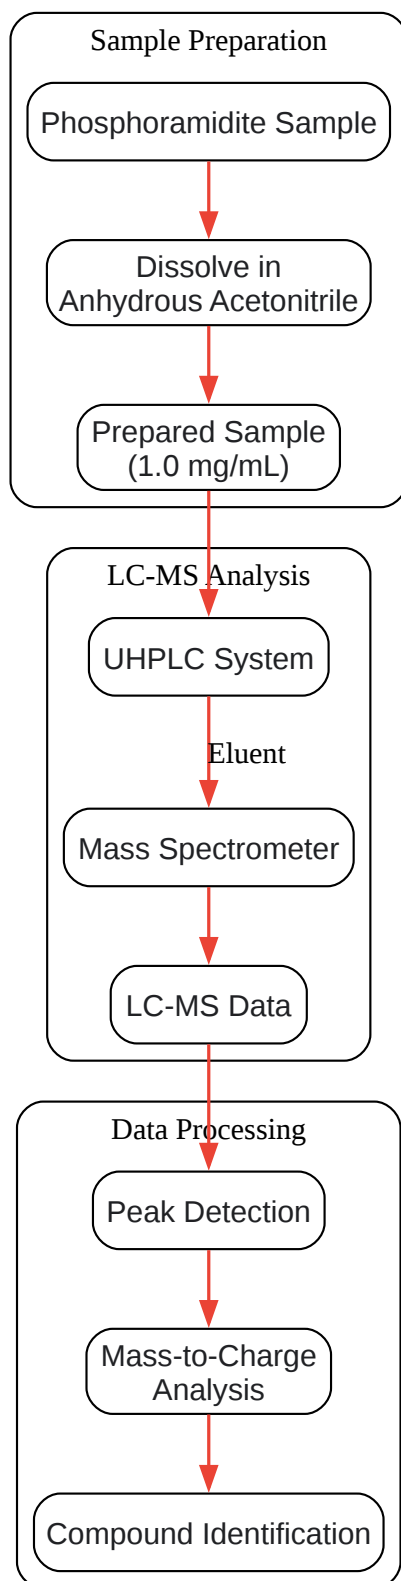 Sample Preparation
Phosphoramidite Sample
Dissolve in
Anhydrous Acetonitrile
Prepared Sample
(1.0 mg/mL)
LC-MS Analysis
UHPLC System
Eluent
Mass Spectrometer
LC-MS Data
Data Processing
Peak Detection
Mass-to-Charge
Analysis
Compound Identification